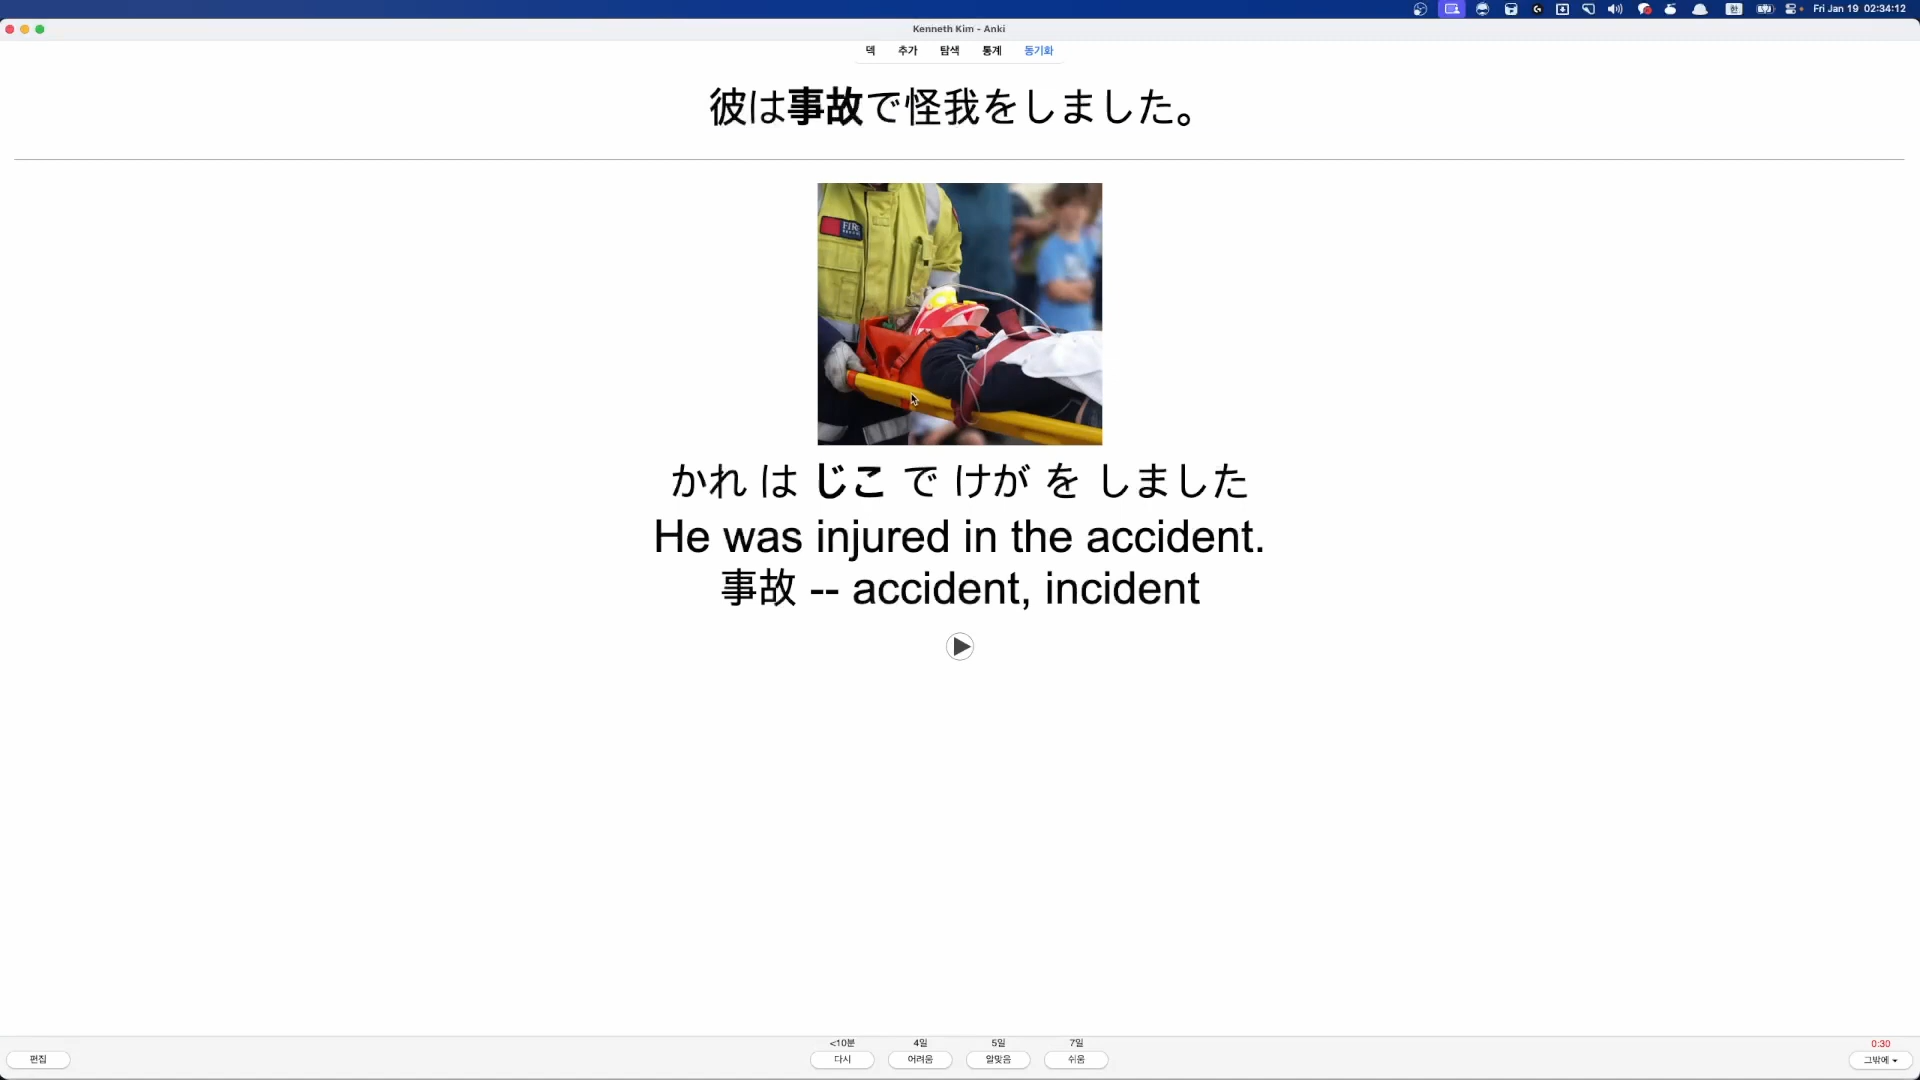 Fri Jan 19 02:34:12
Kenneth Kim - Anki
덱 추가 탐색 통계 동기화
彼は事故で怪我をしました。
FIRE
かれ は じこ で けが を しました
He was injured in the accident.
事故 -- accident, incident
<10분 4일 5일 7일 0:30
편집 다시 어려움 알맞음 쉬움 그밖에